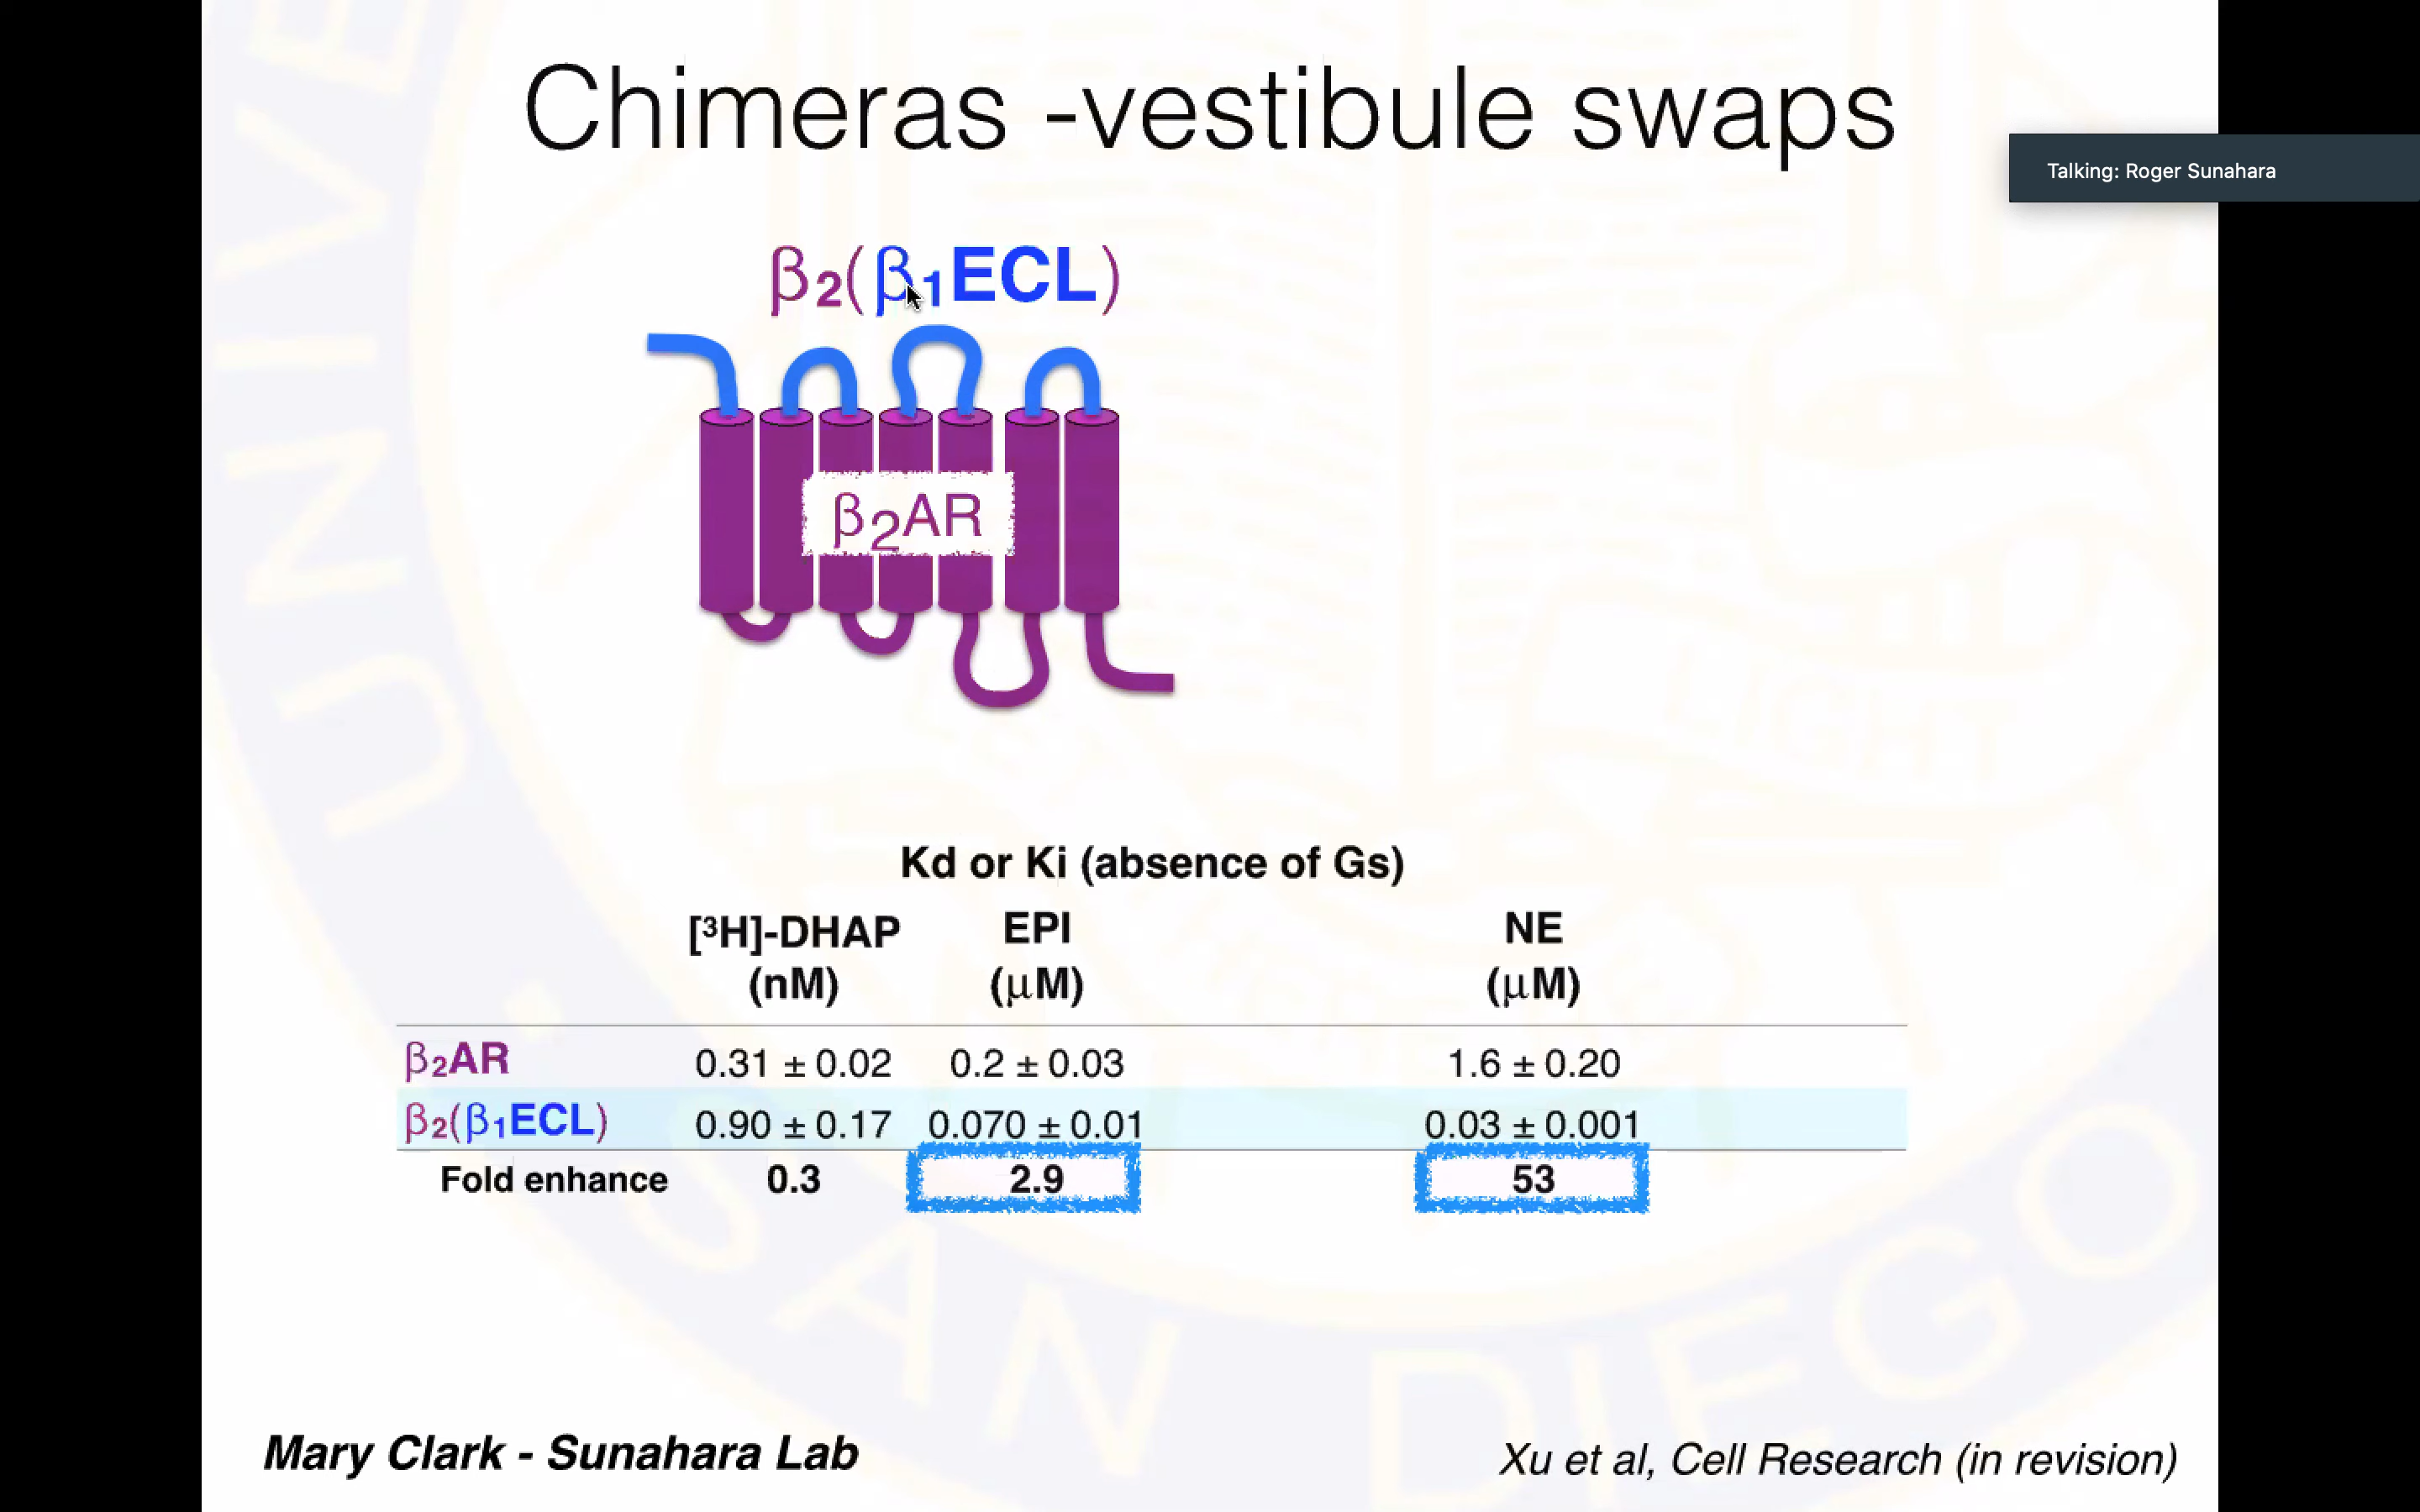 Chimeras -vestibule swaps
Talking: Roger Sunahara
β₂(β₁ECL)
β₂AR
Kd or Ki (absence of Gs)
[³H]-DHAP EPI NE
(nM) (μM) (μM)
β₂AR 0.31 ± 0.02 0.2 ± 0.03 1.6 ± 0.20
β₂(β₁ECL) 0.90 ± 0.17 0.070 ± 0.01 0.03 ± 0.001
Fold enhance 0.3 2.9 53
Mary Clark - Sunahara Lab
Xu et al, Cell Research (in revision)
SAN DIEGO
LIGHT